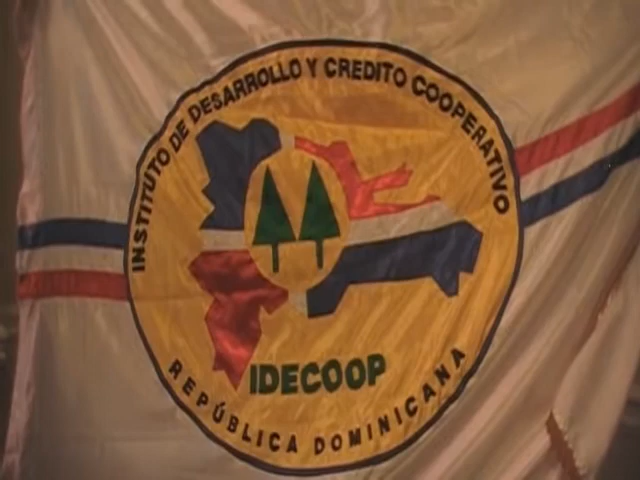 INSTITUTO DE DESARROLLO Y CREDITO COOPERATIVO
IDECOOP
REPÚBLICA DOMINICANA